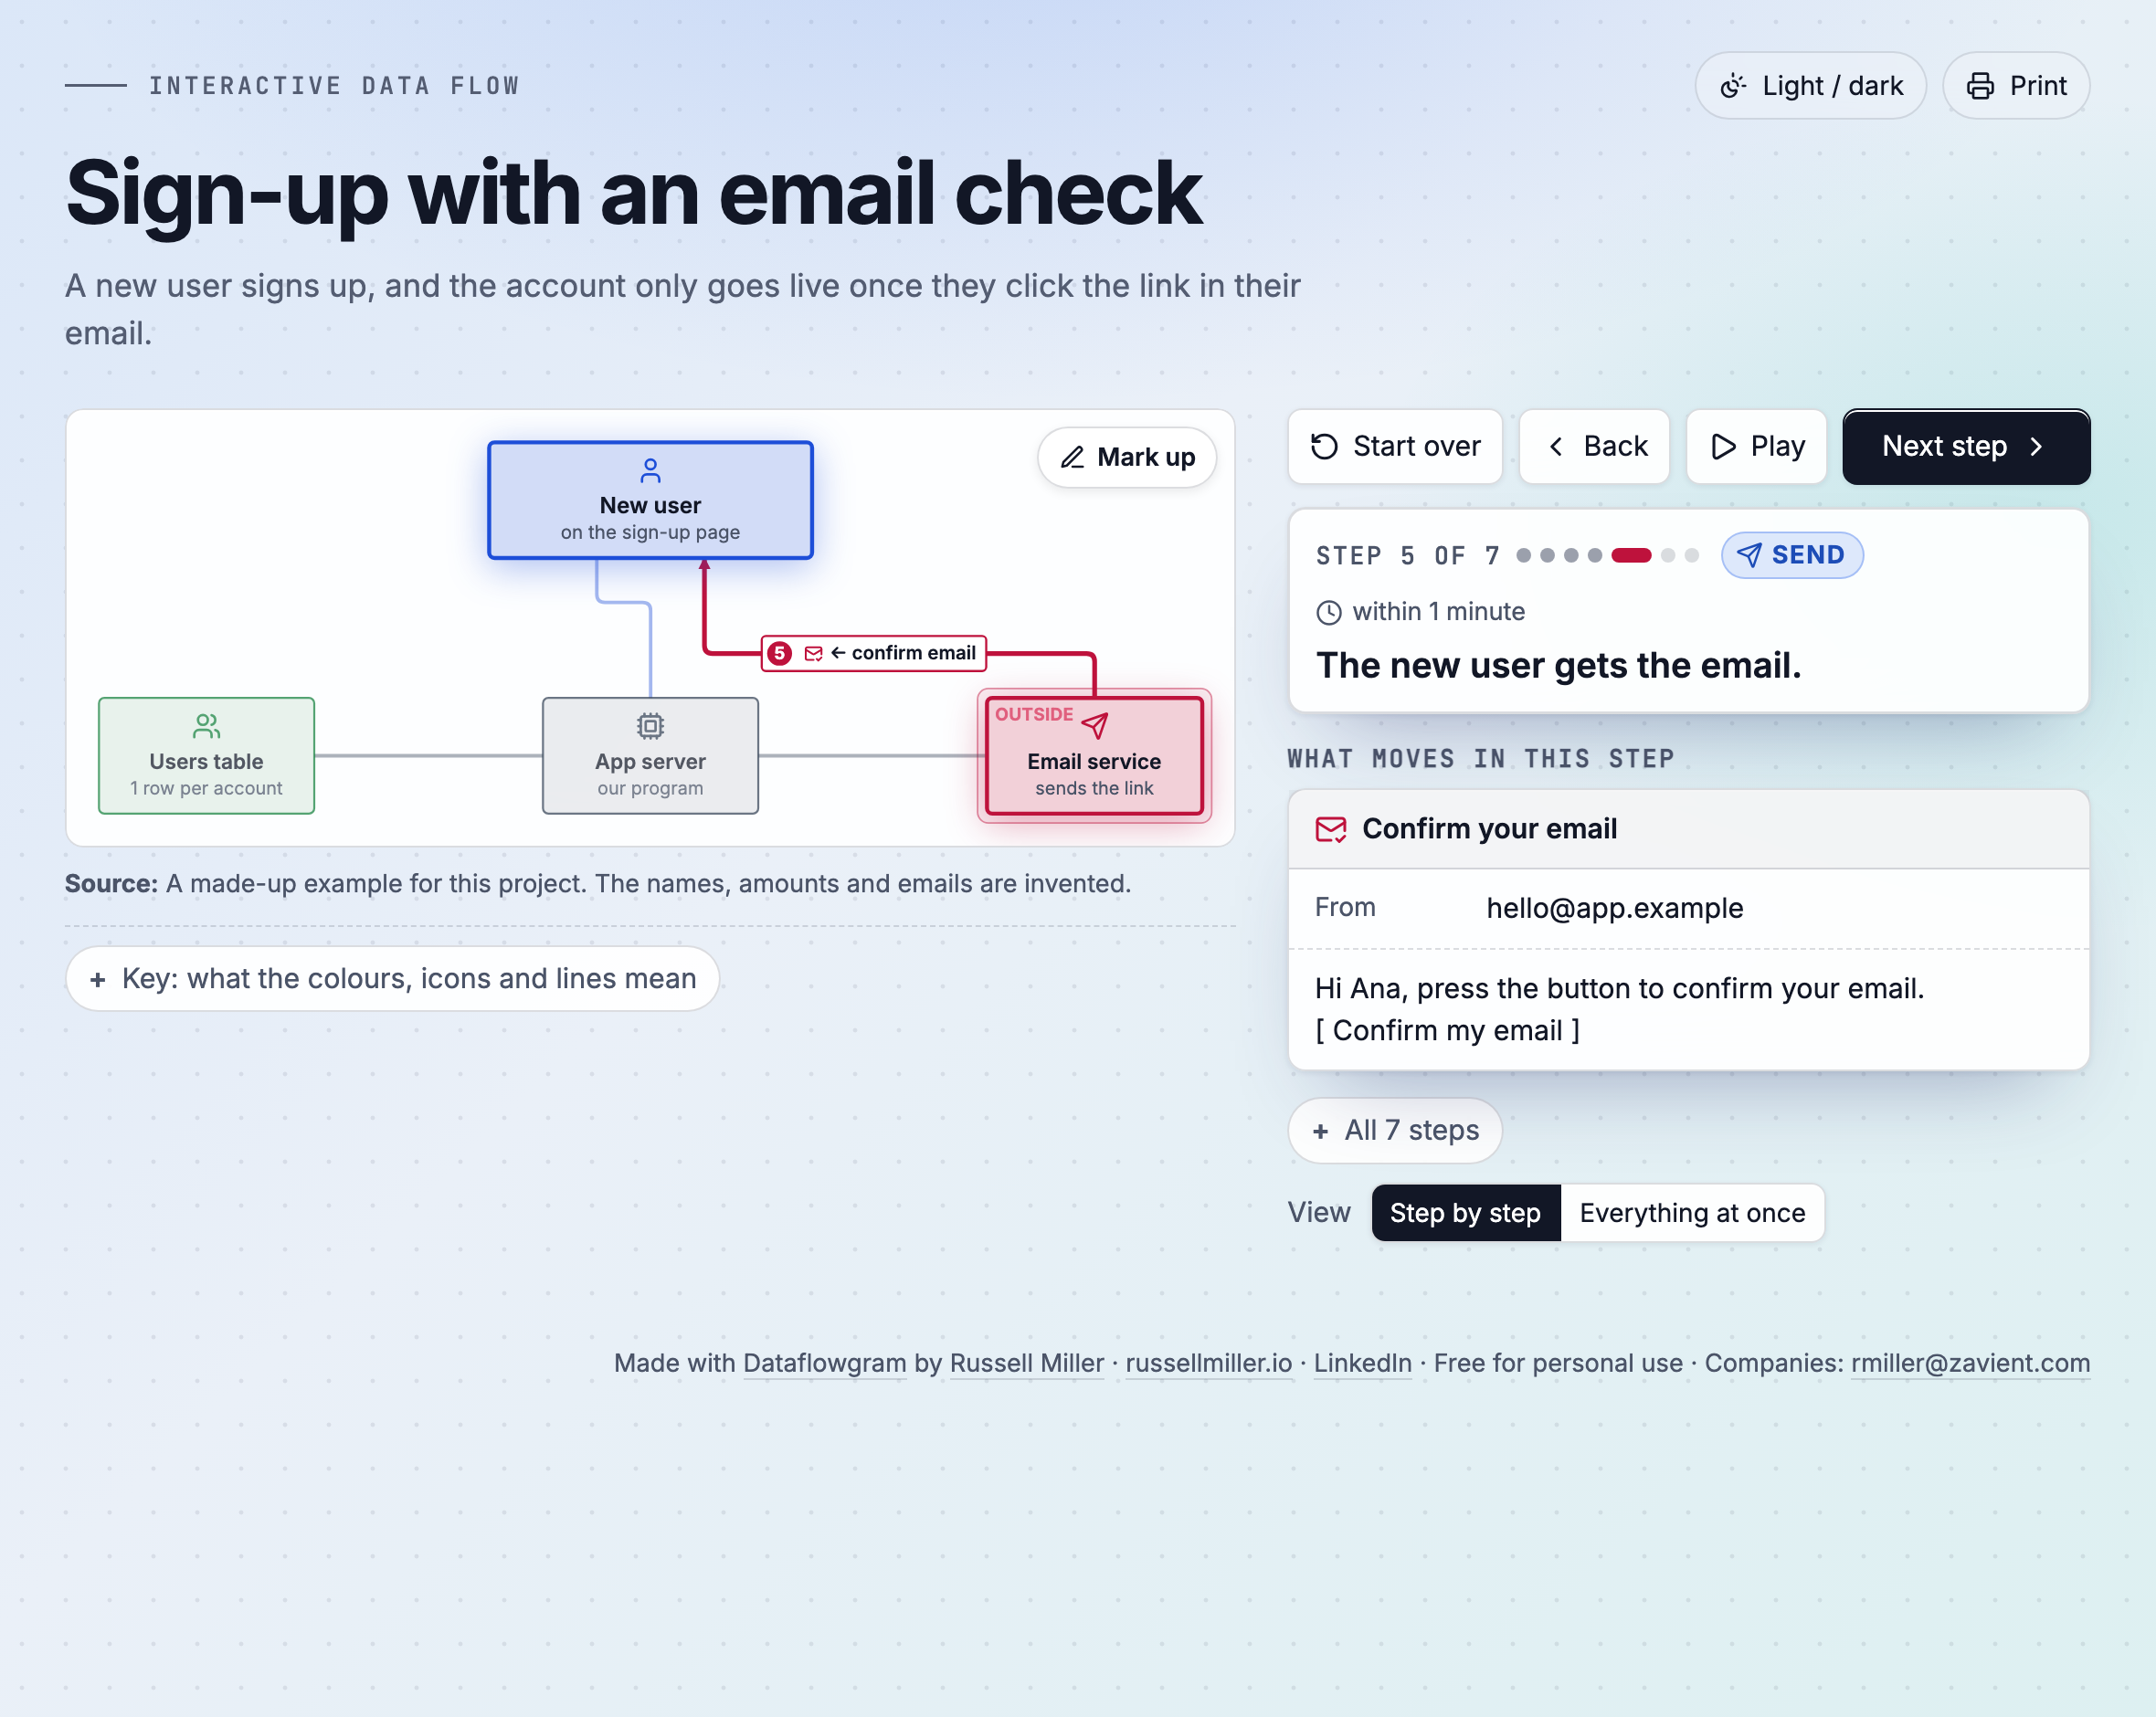 INTERACTIVE DATA FLOW
Light / dark
Print
Sign-up with an email check
A new user signs up, and the account only goes live once they click the link in their
email.
Mark up
New user
on the sign-up page
5 ← confirm email
Users table
1 row per account
App server
our program
OUTSIDE
Email service
sends the link
Source: A made-up example for this project. The names, amounts and emails are invented.
+ Key: what the colours, icons and lines mean
Start over
Back
Play
Next step
STEP 5 OF 7
SEND
within 1 minute
The new user gets the email.
WHAT MOVES IN THIS STEP
Confirm your email
From hello@app.example
Hi Ana, press the button to confirm your email.
[ Confirm my email ]
+ All 7 steps
View Step by step Everything at once
Made with Dataflowgram by Russell Miller · russellmiller.io · LinkedIn · Free for personal use · Companies: rmiller@zavient.com